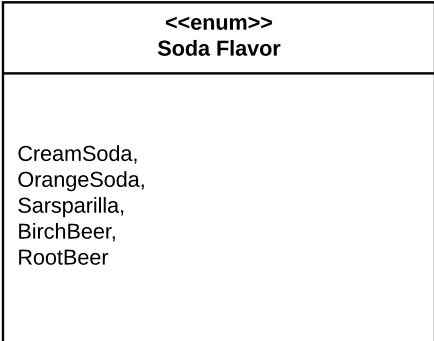 <<enum>>
Soda Flavor
CreamSoda,
OrangeSoda,
Sarsparilla,
BirchBeer,
RootBeer